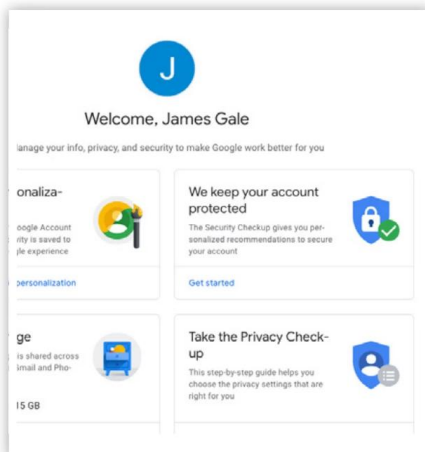 J
Welcome, James Gale
anage your info, privacy, and security to make Google work better for you
onaliza-
oogle Account
vity is saved to
gle experience
personalization
We keep your account
protected
The Security Checkup gives you per-
sonalized recommendations to secure
your account
Get started
ge
is shared across
Gmail and Pho-
15 GB
Take the Privacy Check-
up
This step-by-step guide helps you
choose the privacy settings that are
right for you